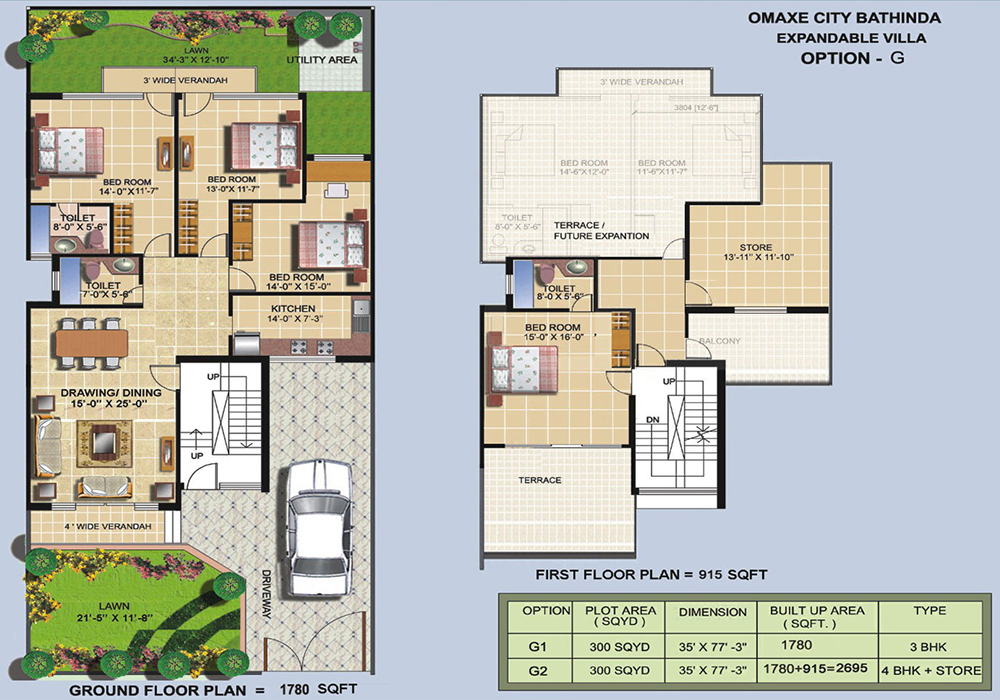 OMAXE CITY BATHINDA
EXPANDABLE VILLA
OPTION - G
LAWN
34'-3" X 12'-10"
UTILITY AREA
3' WIDE VERANDAH
BED ROOM
14'-0" X 11'-7"
BED ROOM
13'-0"X 11'-7"
TOILET
8'-0" X 5'-6"
TOILET
7'-0"X 5'-6"
BED ROOM
14'-0" X 15'-0"
KITCHEN
14'-0" X 7'-3"
DRAWING/ DINING
15'-0" X 25'-0"
UP
UP
4 ' WIDE VERANDAH
LAWN
21'-5" X 11'-8"
DRIVEWAY
GROUND FLOOR PLAN = 1780 SQFT
3' WIDE VERANDAH
3804 [12'-6"]
BED ROOM
14'-6"X12'-0"
BED ROOM
11'-6"X11'-7"
TOILET
8'-0" X 5'-6"
TERRACE /
FUTURE EXPANTION
STORE
13'-11" X 11'-10"
TOILET
8'-0 X 5'-6"
BED ROOM
15'-0" X 16'-0"
BALCONY
UP
DN
TERRACE
FIRST FLOOR PLAN = 915 SQFT
OPTION PLOT AREA ( SQYD ) DIMENSION BUILT UP AREA ( SQFT. ) TYPE
G1 300 SQYD 35' X 77' -3" 1780 3 BHK
G2 300 SQYD 35' X 77' -3" 1780+915=2695 4 BHK + STORE